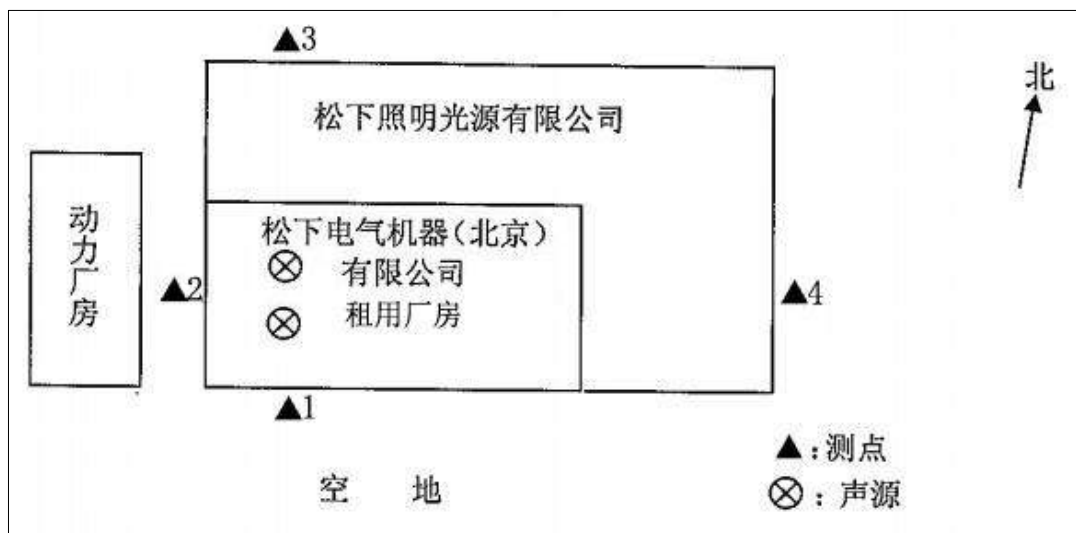 ▲3
北
松下照明光源有限公司
动力厂房
松下电气机器（北京）
有限公司
租用厂房
▲2
▲4
▲1
空 地
▲：测点
⊗：声源